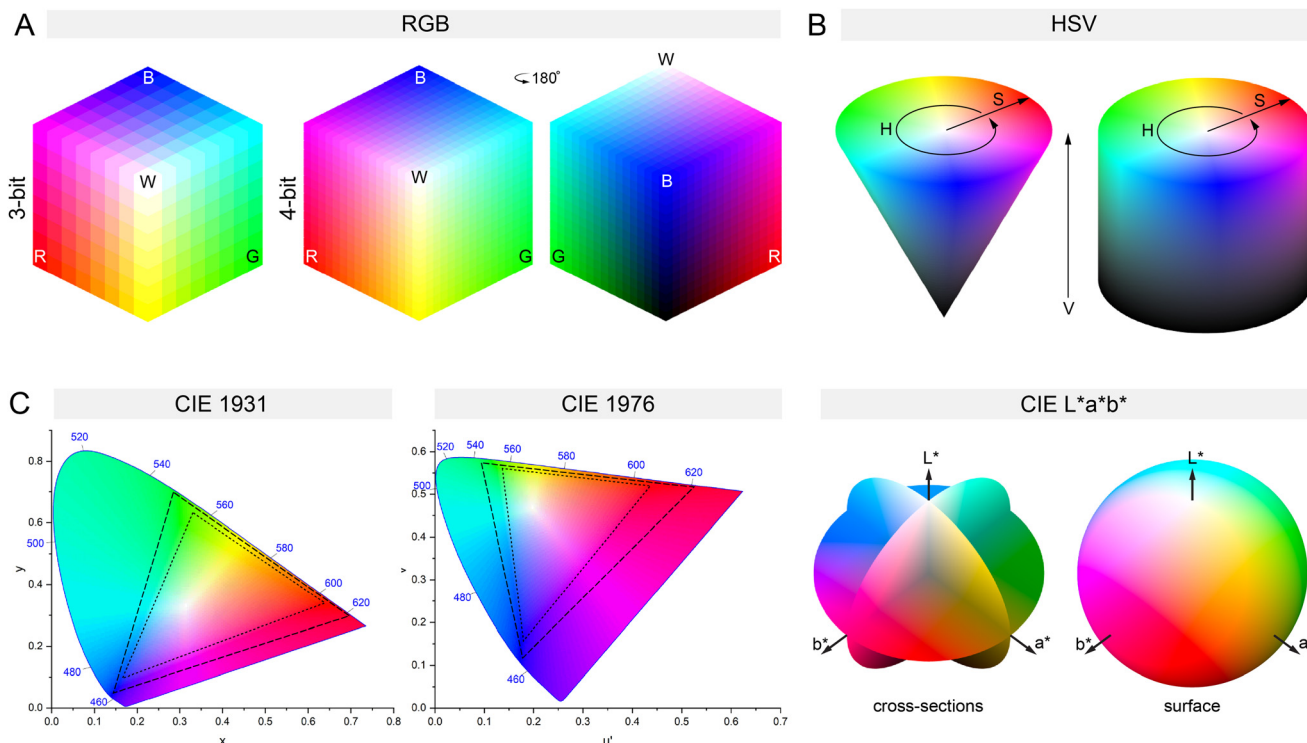 A
RGB
3-bit
B
W
R
G
4-bit
B
W
R
G
180°
W
B
G
R
B
HSV
H
S
V
H
S
C
CIE 1931
520
540
560
580
600
620
500
480
460
0.8
0.6
0.4
0.2
0.0
y
0.0 0.1 0.2 0.3 0.4 0.5 0.6 0.7 0.8
x
CIE 1976
520
540
560
580
600
620
500
480
460
0.6
0.5
0.4
0.3
0.2
0.1
0.0
0.0 0.1 0.2 0.3 0.4 0.5 0.6 0.7
u'
CIE L*a*b*
L*
b*
a*
cross-sections
L*
b*
a
surface